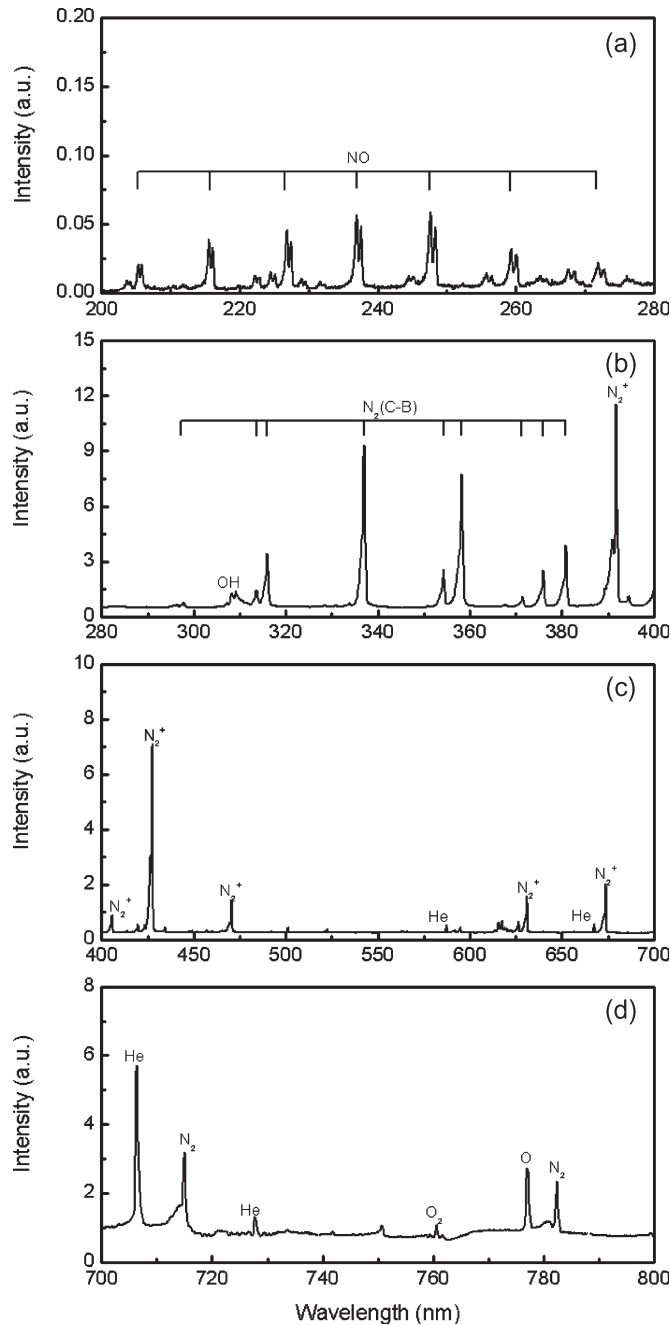 (a)
Intensity (a.u.)
0.20
0.15
0.10
0.05
0.00
NO
200 220 240 260 280
(b)
Intensity (a.u.)
15
12
9
6
3
0
N₂(C-B)
N₂⁺
OH
280 300 320 340 360 380 400
(c)
Intensity (a.u.)
10
8
6
4
2
0
N₂⁺
N₂⁺
N₂⁺
He
N₂⁺
He
N₂⁺
400 450 500 550 600 650 700
(d)
Intensity (a.u.)
6
4
2
0
He
N₂
He
O₂
O
N₂
700 720 740 760 780 800
Wavelength (nm)